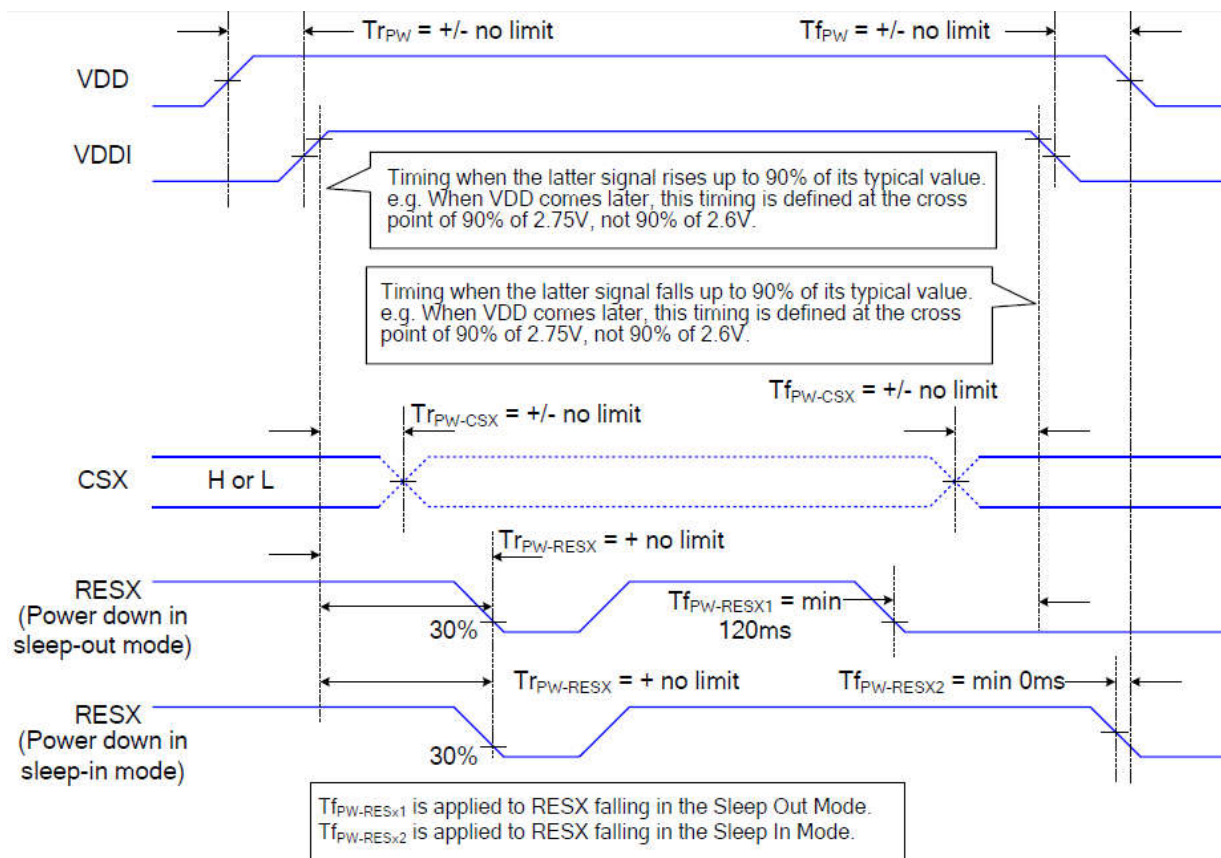 TrPW = +/- no limit
TfPW = +/- no limit
VDD
VDDI
Timing when the latter signal rises up to 90% of its typical value.
e.g. When VDD comes later, this timing is defined at the cross
point of 90% of 2.75V, not 90% of 2.6V.
Timing when the latter signal falls up to 90% of its typical value.
e.g. When VDD comes later, this timing is defined at the cross
point of 90% of 2.75V, not 90% of 2.6V.
TrPW-CSX = +/- no limit
TfPW-CSX = +/- no limit
CSX
H or L
TrPW-RESX = + no limit
RESX
(Power down in
sleep-out mode)
30%
TfPW-RESX1 = min
120ms
TrPW-RESX = + no limit
TfPW-RESX2 = min 0ms
RESX
(Power down in
sleep-in mode)
30%
TfPW-RESx1 is applied to RESX falling in the Sleep Out Mode.
TfPW-RESx2 is applied to RESX falling in the Sleep In Mode.